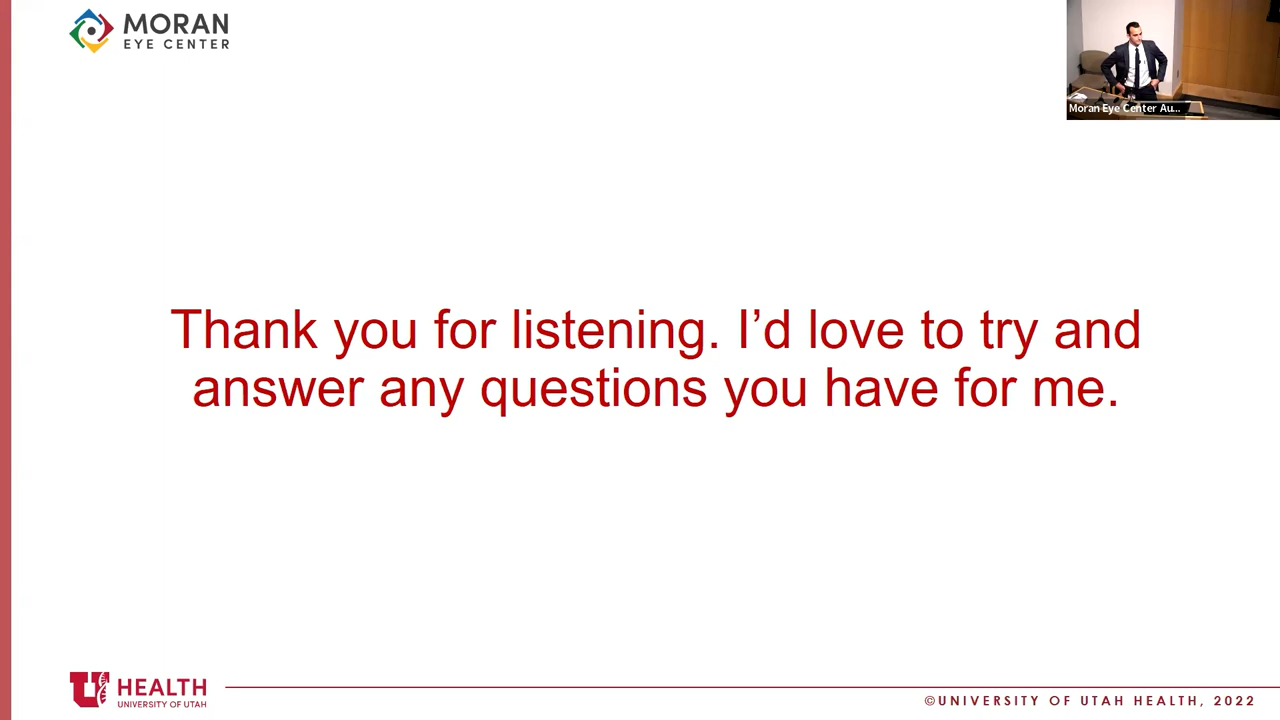 MORAN
EYE CENTER
Moran Eye Center Au...
Thank you for listening. I’d love to try and
answer any questions you have for me.
U HEALTH
UNIVERSITY OF UTAH
©UNIVERSITY OF UTAH HEALTH, 2022